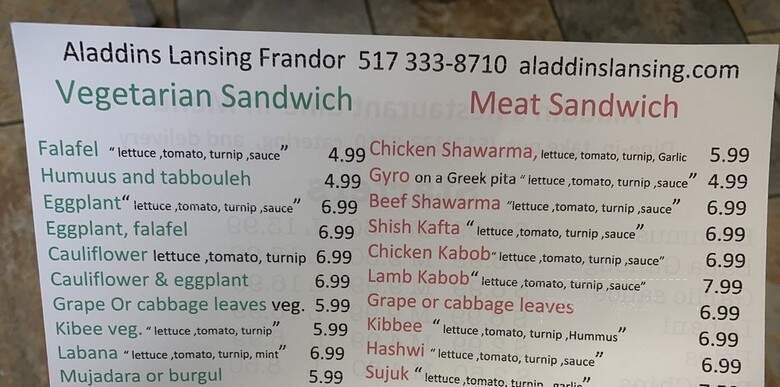 Aladdins Lansing Frandor 517 333-8710 aladdinslansing.com
Vegetarian Sandwich
Falafel " lettuce ,tomato, turnip ,sauce" 4.99
Humuus and tabbouleh 4.99
Eggplant" lettuce ,tomato, turnip ,sauce" 6.99
Eggplant, falafel 6.99
Cauliflower lettuce ,tomato, turnip 6.99
Cauliflower & eggplant 6.99
Grape Or cabbage leaves veg. 5.99
Kibee veg. " lettuce ,tomato, turnip" 5.99
Labana " lettuce ,tomato, turnip, mint" 6.99
Mujadara or burgul 5.99
Meat Sandwich
Chicken Shawarma, lettuce, tomato, turnip, Garlic 5.99
Gyro on a Greek pita " lettuce ,tomato, turnip ,sauce" 4.99
Beef Shawarma "lettuce ,tomato, turnip ,sauce" 6.99
Shish Kafta " lettuce ,tomato, turnip ,sauce" 6.99
Chicken Kabob" lettuce ,tomato, turnip ,sauce" 6.99
Lamb Kabob" lettuce ,tomato, turnip ,sauce" 7.99
Grape or cabbage leaves 6.99
Kibbee " lettuce ,tomato, turnip ,Hummus" 6.99
Hashwi " lettuce ,tomato, turnip ,sauce" 6.99
Sujuk " lettuce ,tomato, turnip garlic"